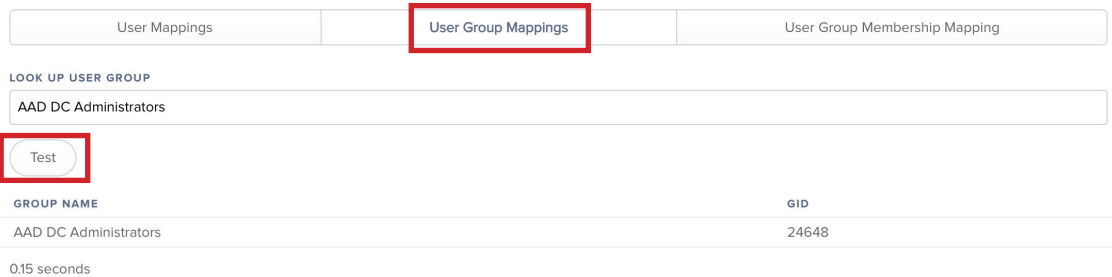 User Mappings User Group Mappings User Group Membership Mapping
LOOK UP USER GROUP
AAD DC Administrators
Test
GROUP NAME GID
AAD DC Administrators 24648
0.15 seconds